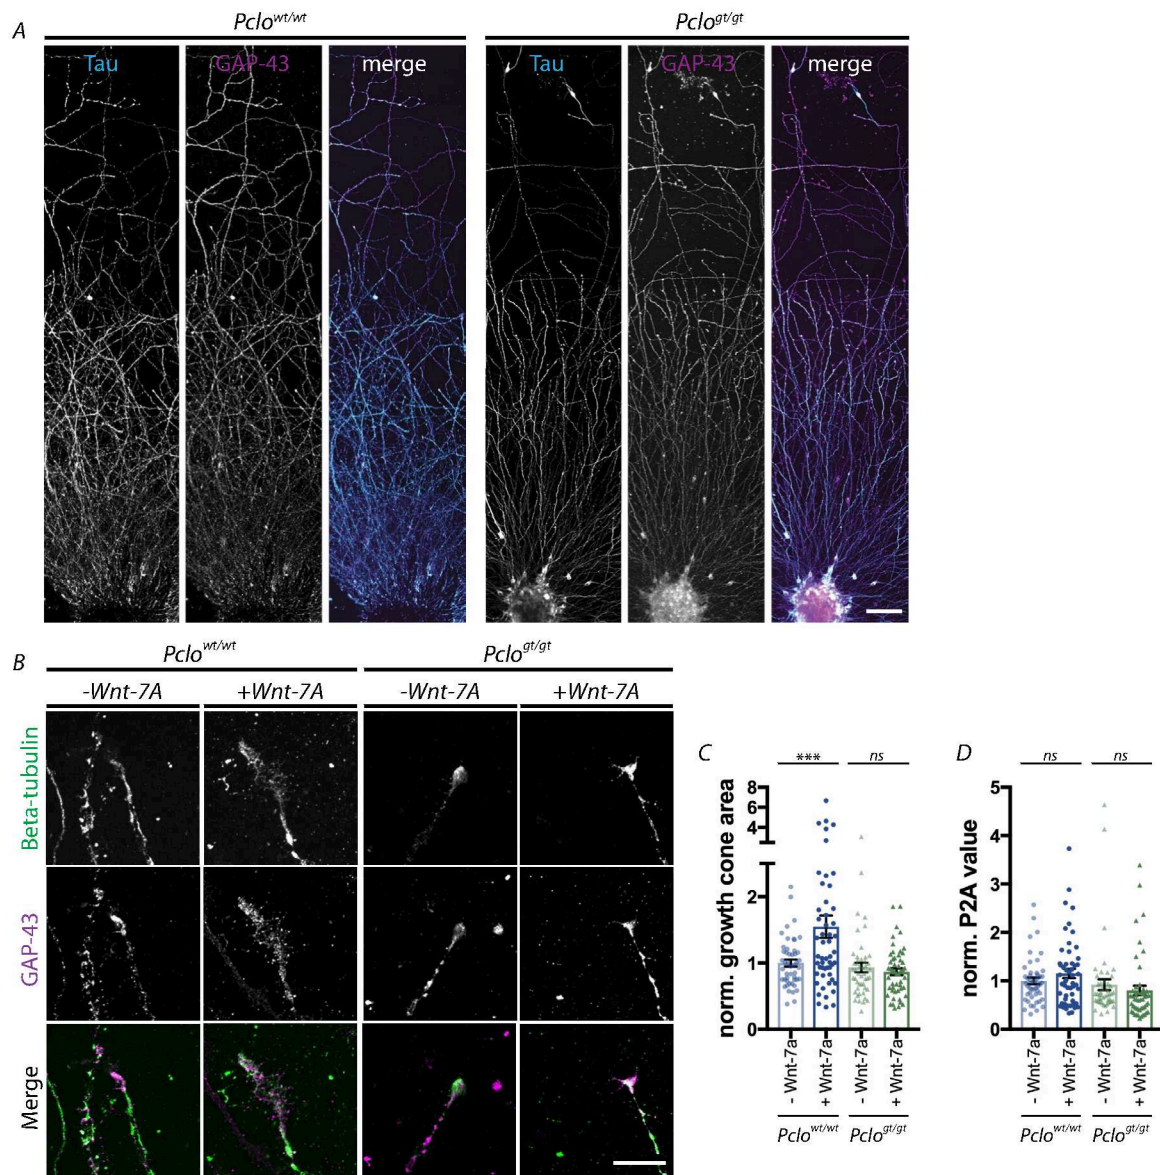 A
Pclo^wt/wt
Pclo^gt/gt
Tau
GAP-43
merge
Tau
GAP-43
merge
B
Pclo^wt/wt
Pclo^gt/gt
-Wnt-7A
+Wnt-7A
-Wnt-7A
+Wnt-7A
Beta-tubulin
GAP-43
Merge
C
***
ns
norm. growth cone area
8
6
4
2
1
0
- Wnt-7a
+ Wnt-7a
- Wnt-7a
+ Wnt-7a
Pclo^wt/wt
Pclo^gt/gt
D
ns
ns
norm. P2A value
5
4
3
2
1
0
- Wnt-7a
+ Wnt-7a
- Wnt-7a
+ Wnt-7a
Pclo^wt/wt
Pclo^gt/gt